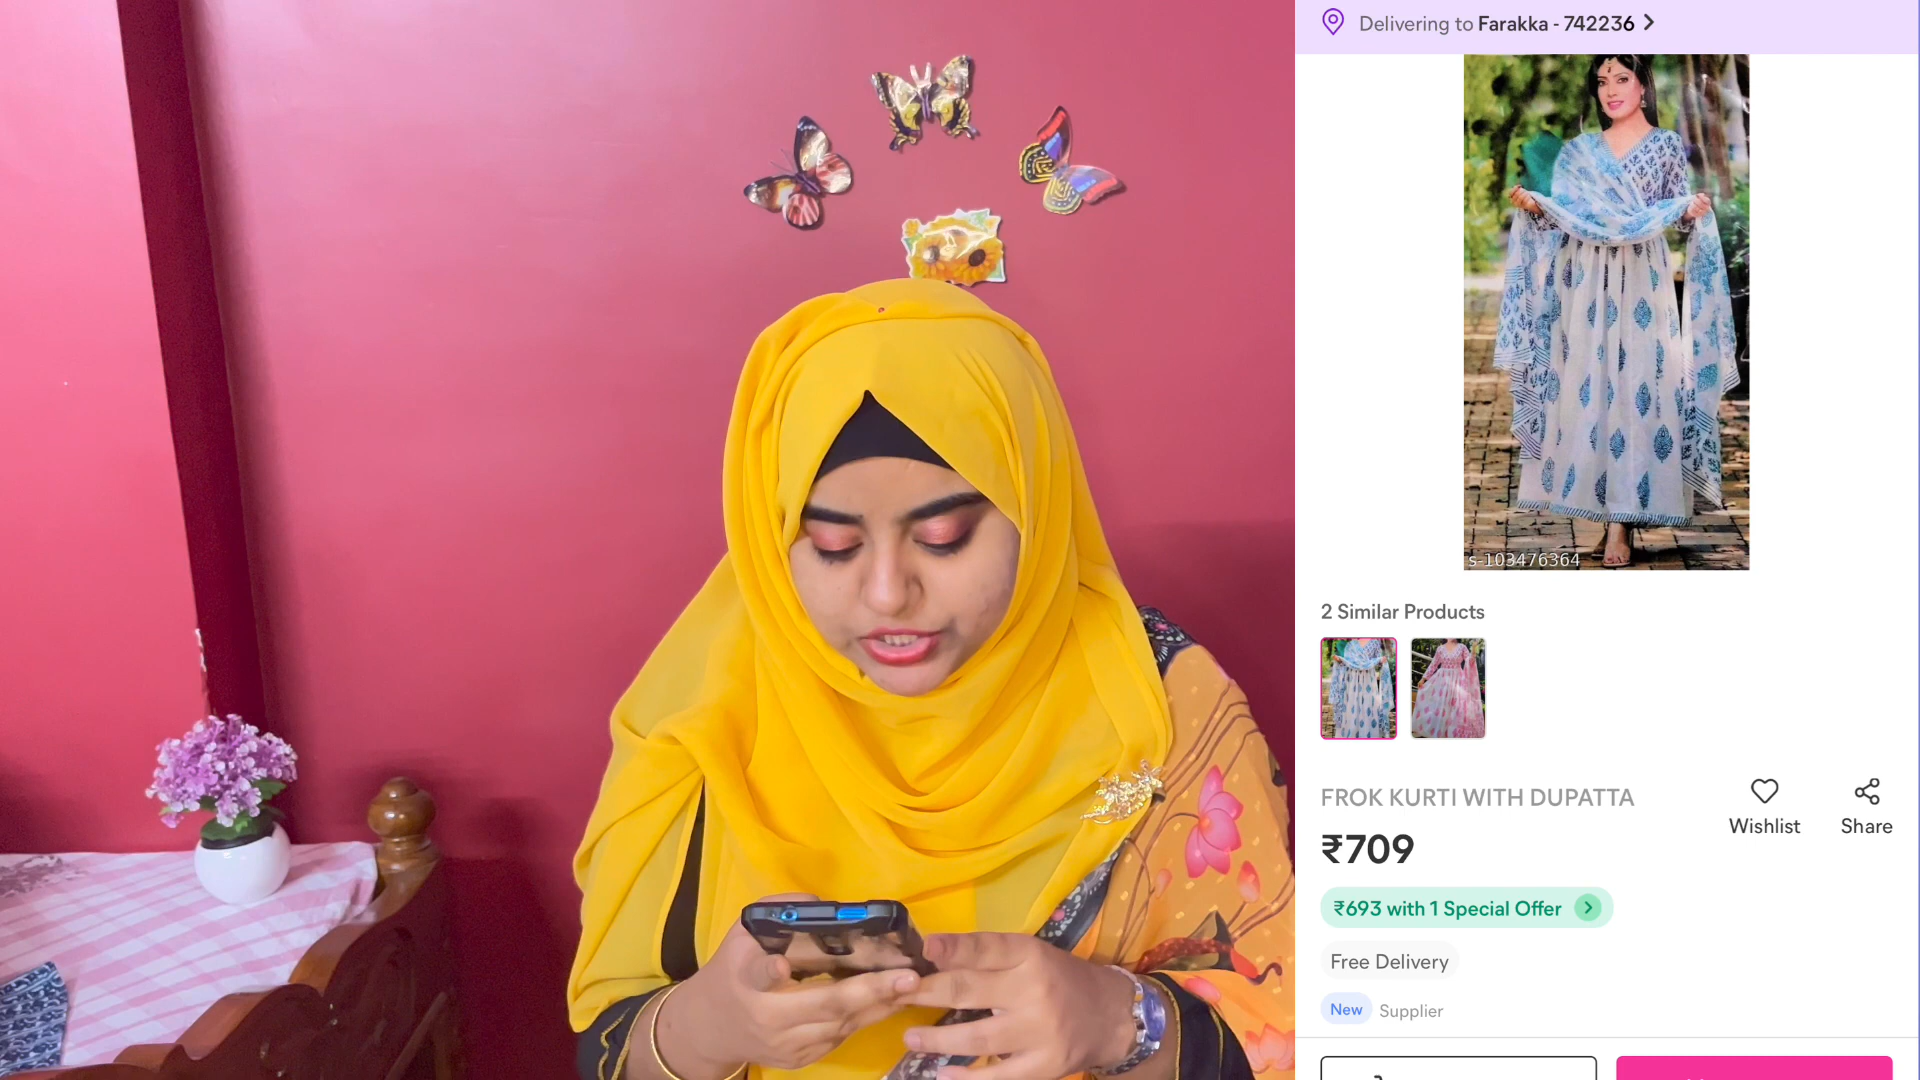 Delivering to Farakka - 742236
s-103476364
2 Similar Products
FROK KURTI WITH DUPATTA
Wishlist
Share
₹709
₹693 with 1 Special Offer
Free Delivery
New Supplier